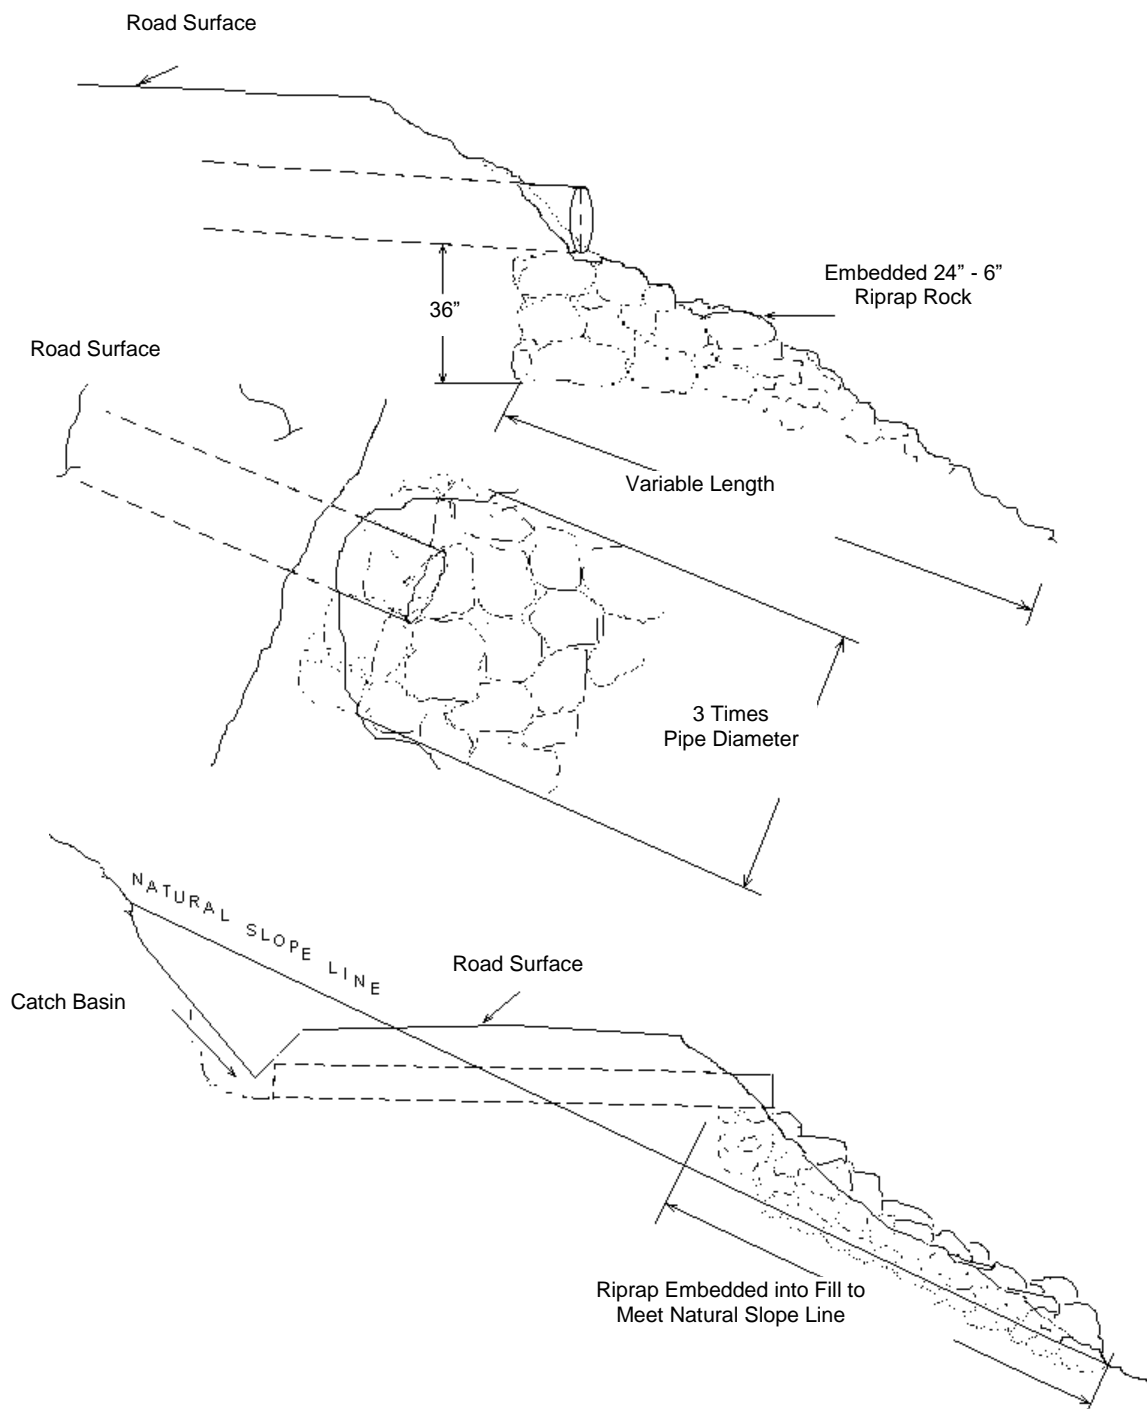 Road Surface
Embedded 24” - 6”
Riprap Rock
36”
Road Surface
Variable Length
3 Times
Pipe Diameter
NATURAL SLOPE LINE
Road Surface
Catch Basin
Riprap Embedded into Fill to
Meet Natural Slope Line